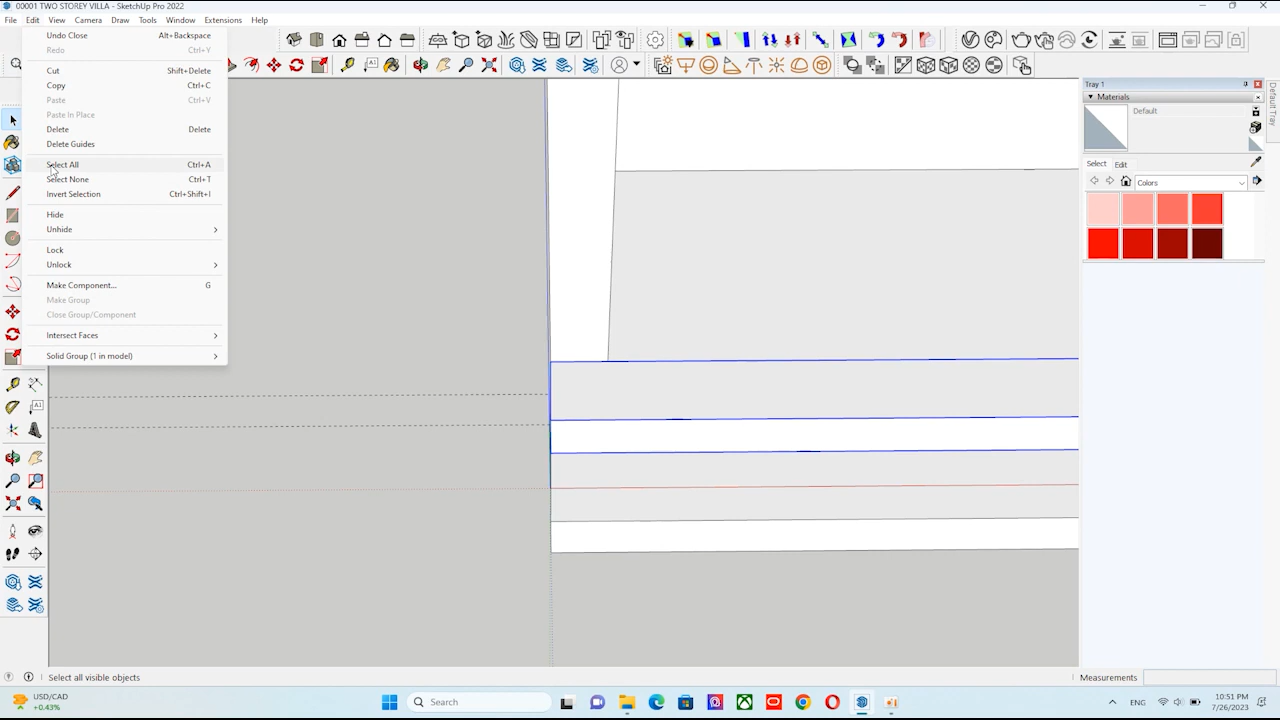 00001 TWO STOREY VILLA - SketchUp Pro 2022
File Edit View Camera Draw Tools Window Extensions Help
Undo Close Alt+Backspace
Redo Ctrl+Y
Cut Shift+Delete
Copy Ctrl+C
Paste Ctrl+V
Paste In Place
Delete Delete
Delete Guides
Select All Ctrl+A
Select None Ctrl+T
Invert Selection Ctrl+Shift+I
Hide
Unhide
Lock
Unlock
Make Component... G
Make Group
Close Group/Component
Intersect Faces
Solid Group (1 in model)
Tray 1
Materials
Default
Select Edit
Colors
Default Tray
Select all visible objects
Measurements
USD/CAD
+0.43%
Search
ENG
10:51 PM
7/26/2023